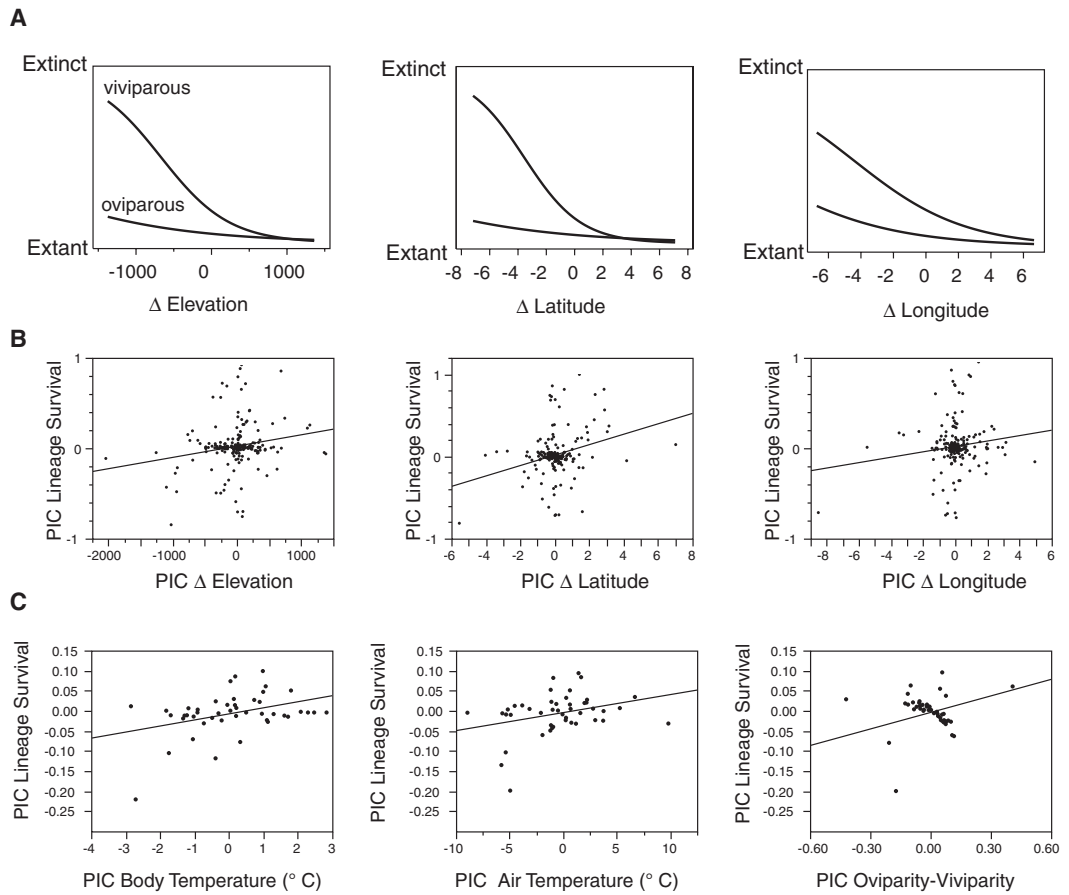 A
Extinct
viviparous
oviparous
Extant
-1000 0 1000
Δ Elevation
Extinct
Extant
-8 -6 -4 -2 0 2 4 6 8
Δ Latitude
Extinct
Extant
-6 -4 -2 0 2 4 6
Δ Longitude
B
PIC Lineage Survival
1
0
-1
-2000 -1000 0 1000
PIC Δ Elevation
PIC Lineage Survival
1
0
-1
-6 -4 -2 0 2 4 6 8
PIC Δ Latitude
PIC Lineage Survival
1
0
-1
-8 -6 -4 -2 0 2 4 6
PIC Δ Longitude
C
PIC Lineage Survival
0.15
0.10
0.05
0.00
-0.05
-0.10
-0.15
-0.20
-0.25
-4 -3 -2 -1 0 1 2 3
PIC Body Temperature (° C)
PIC Lineage Survival
0.15
0.10
0.05
0.00
-0.05
-0.10
-0.15
-0.20
-0.25
-10 -5 0 5 10
PIC Air Temperature (° C)
PIC Lineage Survival
0.15
0.10
0.05
0.00
-0.05
-0.10
-0.15
-0.20
-0.25
-0.60 -0.30 0.00 0.30 0.60
PIC Oviparity-Viviparity